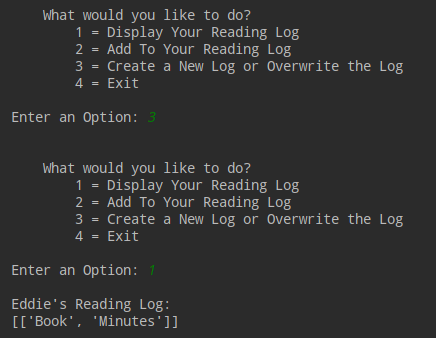 What would you like to do?
1 = Display Your Reading Log
2 = Add To Your Reading Log
3 = Create a New Log or Overwrite the Log
4 = Exit
Enter an Option: 3
What would you like to do?
1 = Display Your Reading Log
2 = Add To Your Reading Log
3 = Create a New Log or Overwrite the Log
4 = Exit
Enter an Option: 1
Eddie's Reading Log:
[['Book', 'Minutes']]